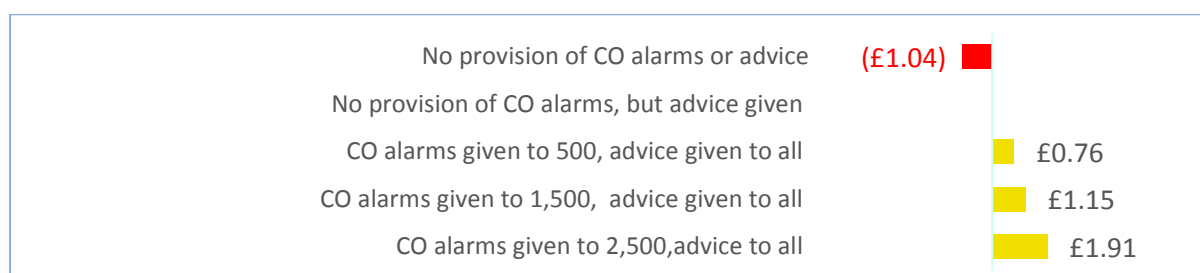 No provision of CO alarms or advice (£1.04)
No provision of CO alarms, but advice given
CO alarms given to 500, advice given to all £0.76
CO alarms given to 1,500,  advice given to all £1.15
CO alarms given to 2,500,advice to all £1.91